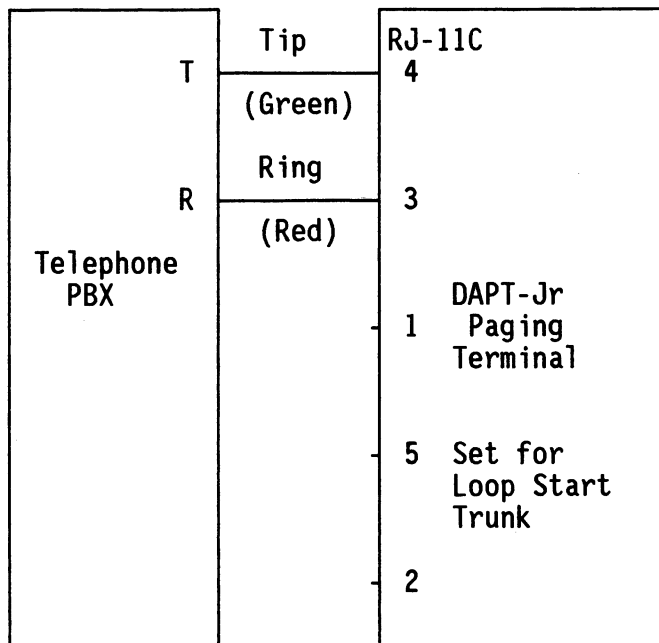 Tip
RJ-11C
T
4
(Green)
Ring
R
3
(Red)
Telephone
PBX
1
DAPT-Jr
Paging
Terminal
5
Set for
Loop Start
Trunk
2